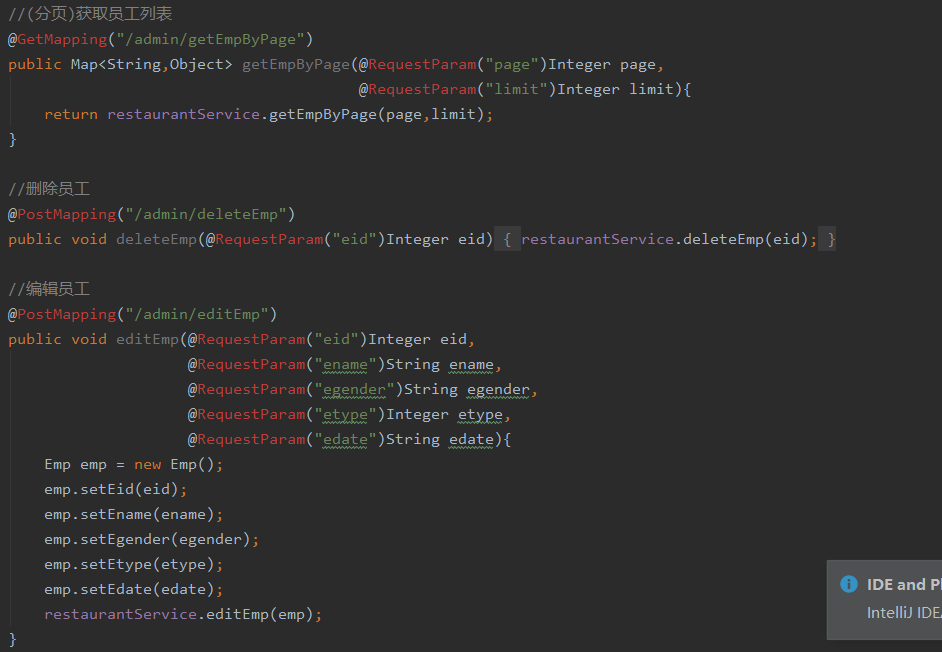 //(分页)获取员工列表
@GetMapping("/admin/getEmpByPage")
public Map<String,Object> getEmpByPage(@RequestParam("page")Integer page,
@RequestParam("limit")Integer limit){
return restaurantService.getEmpByPage(page,limit);
}
//删除员工
@PostMapping("/admin/deleteEmp")
public void deleteEmp(@RequestParam("eid")Integer eid) { restaurantService.deleteEmp(eid); }
//编辑员工
@PostMapping("/admin/editEmp")
public void editEmp(@RequestParam("eid")Integer eid,
@RequestParam("ename")String ename,
@RequestParam("egender")String egender,
@RequestParam("etype")Integer etype,
@RequestParam("edate")String edate){
Emp emp = new Emp();
emp.setEid(eid);
emp.setEname(ename);
emp.setEgender(egender);
emp.setEtype(etype);
emp.setEdate(edate);
restaurantService.editEmp(emp);
}
IDE and Pl
IntelliJ IDEA